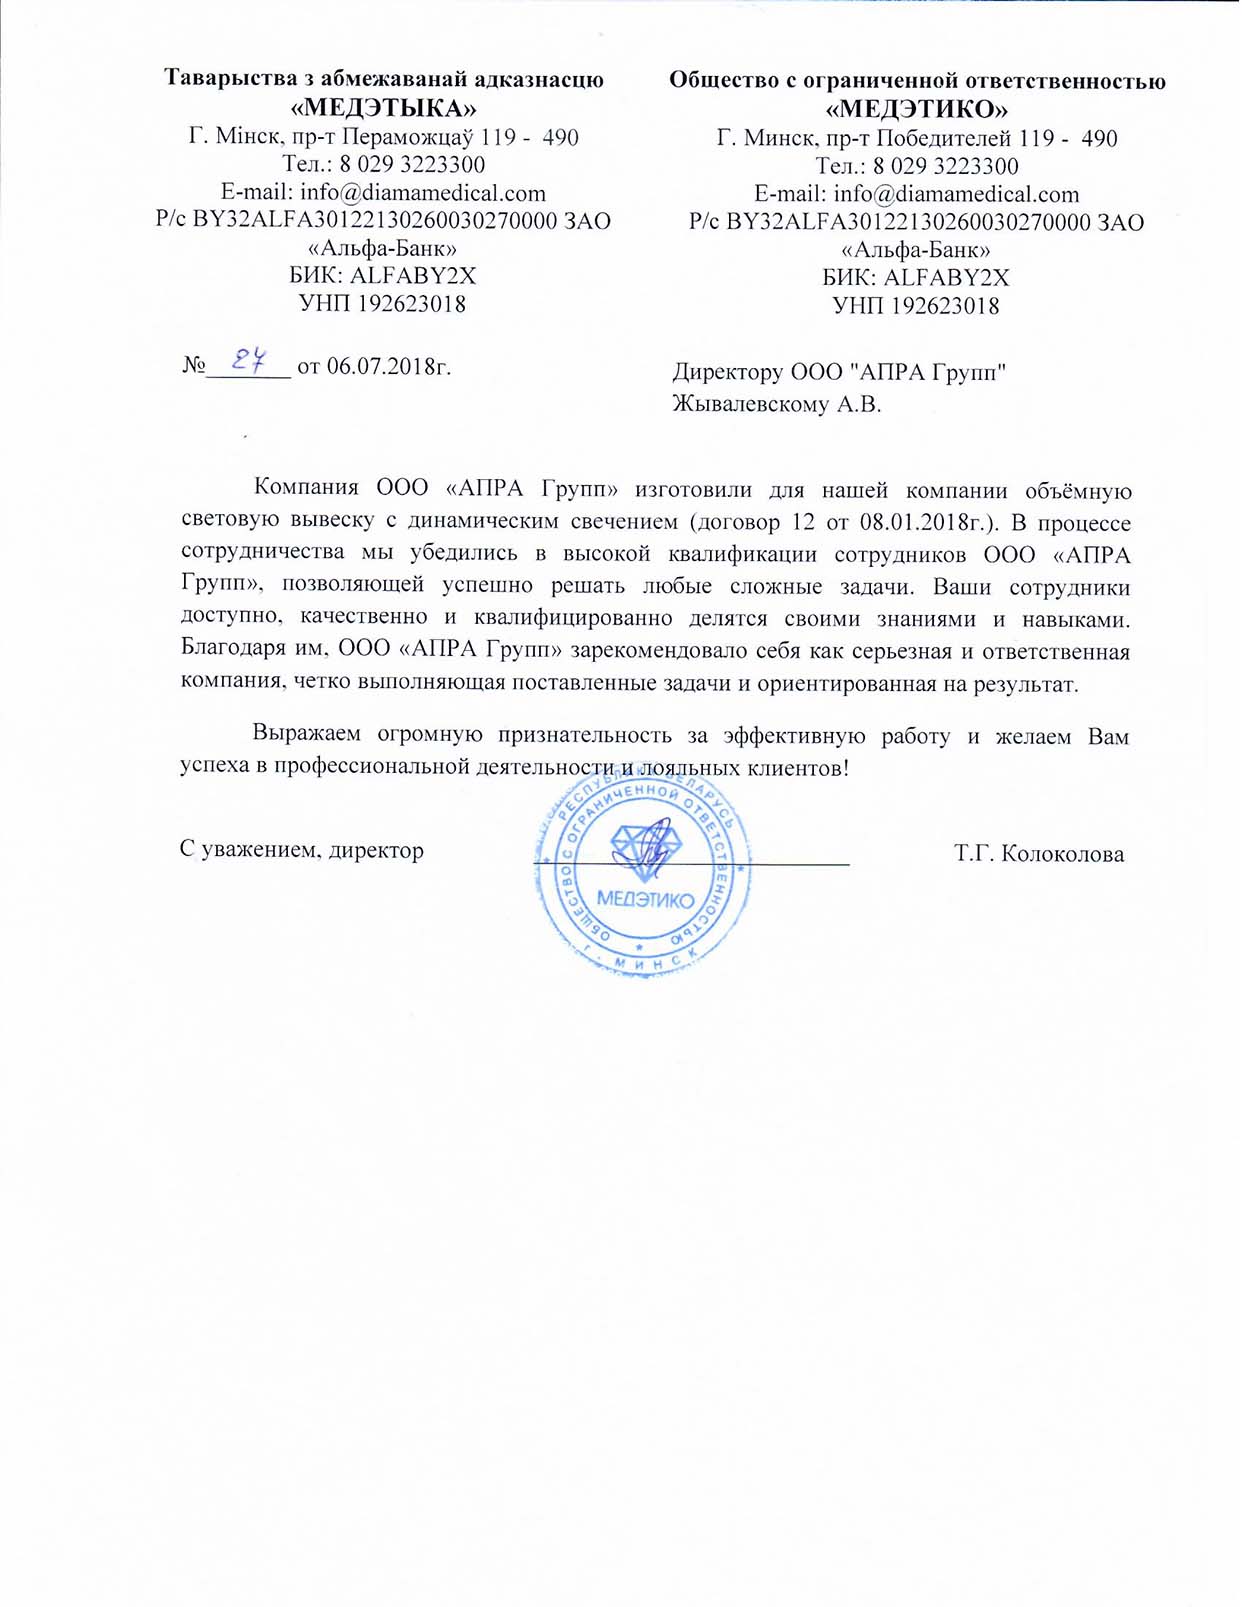 Таварыства з абмежаванай адказнасцю
«МЕДЭТЫКА»
Г. Мінск, пр-т Пераможцаў 119 - 490
Тел.: 8 029 3223300
E-mail: info@diamamedical.com
Р/с BY32ALFA30122130260030270000 ЗАО
«Альфа-Банк»
БИК: ALFABY2X
УНП 192623018
Общество с ограниченной ответственностью
«МЕДЭТИКО»
Г. Минск, пр-т Победителей 119 - 490
Тел.: 8 029 3223300
E-mail: info@diamamedical.com
Р/с BY32ALFA30122130260030270000 ЗАО
«Альфа-Банк»
БИК: ALFABY2X
УНП 192623018
№ 27 от 06.07.2018г.
Директору ООО "АПРА Групп"
Жывалевскому А.В.
Компания ООО «АПРА Групп» изготовили для нашей компании объёмную
световую вывеску с динамическим свечением (договор 12 от 08.01.2018г.). В процессе
сотрудничества мы убедились в высокой квалификации сотрудников ООО «АПРА
Групп», позволяющей успешно решать любые сложные задачи. Ваши сотрудники
доступно, качественно и квалифицированно делятся своими знаниями и навыками.
Благодаря им, ООО «АПРА Групп» зарекомендовало себя как серьезная и ответственная
компания, четко выполняющая поставленные задачи и ориентированная на результат.
Выражаем огромную признательность за эффективную работу и желаем Вам
успеха в профессиональной деятельности и лояльных клиентов!
С уважением, директор
Т.Г. Колоколова
РЕСПУБЛИКА БЕЛАРУСЬ
ОБЩЕСТВО С ОГРАНИЧЕННОЙ ОТВЕТСТВЕННОСТЬЮ
МЕДЭТИКО
г. МИНСК